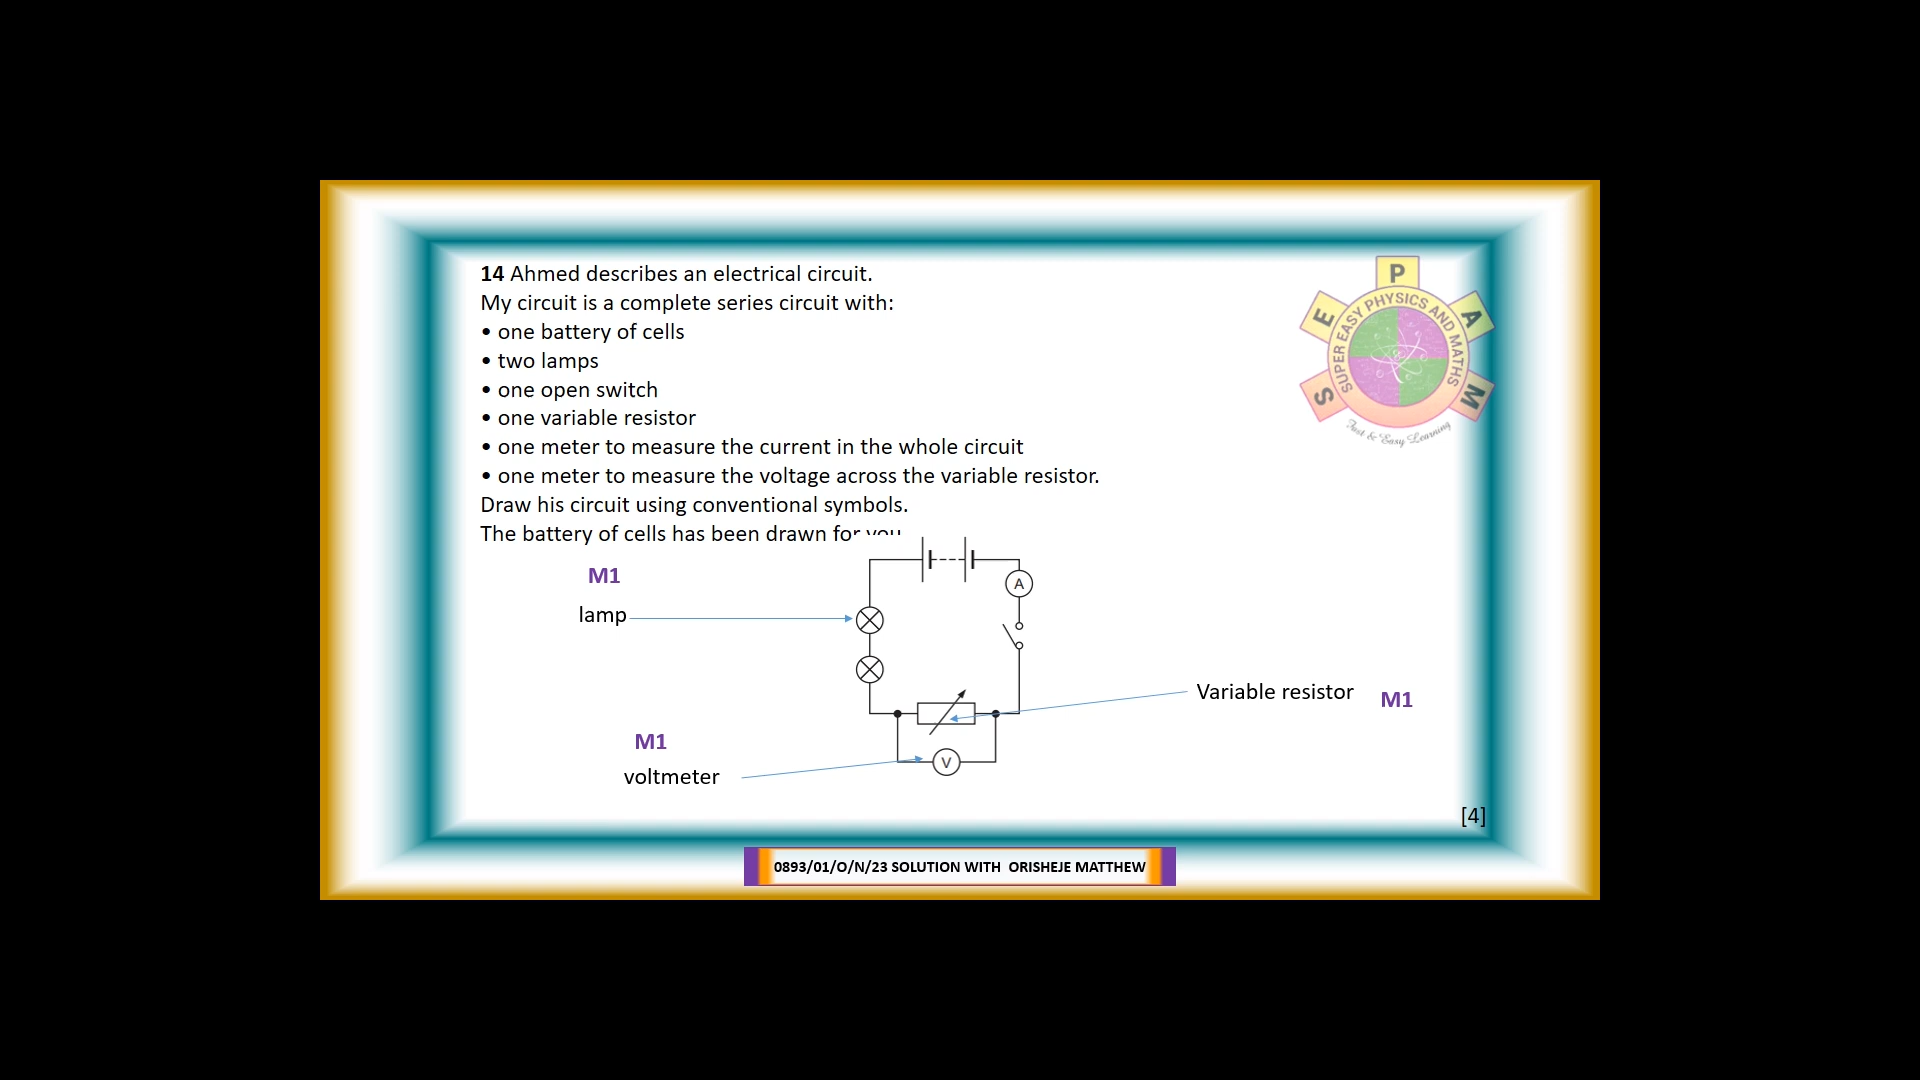 14 Ahmed describes an electrical circuit.
My circuit is a complete series circuit with:
• one battery of cells
• two lamps
• one open switch
• one variable resistor
• one meter to measure the current in the whole circuit
• one meter to measure the voltage across the variable resistor.
Draw his circuit using conventional symbols.
The battery of cells has been drawn for you
M1
lamp
A
Variable resistor M1
M1
voltmeter
V
[4]
S E P A M
SUPER EASY PHYSICS AND MATHS
Fast & Easy Learning
0893/01/O/N/23 SOLUTION WITH ORISHEJE MATTHEW